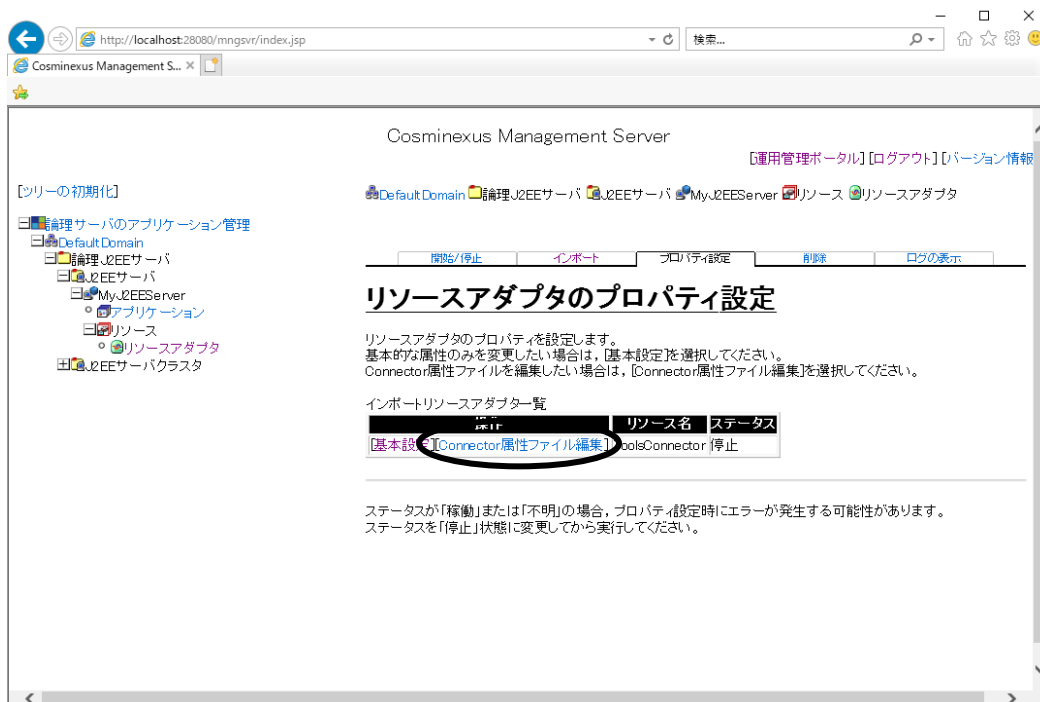 http://localhost:28080/mngsvr/index.jsp
検索...
Cosminexus Management S...
Cosminexus Management Server
[運用管理ポータル] [ログアウト] [バージョン情報
[ツリーの初期化]
DefaultDomain 論理J2EEサーバ J2EEサーバ MyJ2EEServer リソース リソースアダプタ
論理サーバのアプリケーション管理
DefaultDomain
論理J2EEサーバ
J2EEサーバ
MyJ2EEServer
アプリケーション
リソース
リソースアダプタ
J2EEサーバクラスタ
開始/停止 インポート プロパティ設定 削除 ログの表示
リソースアダプタのプロパティ設定
リソースアダプタのプロパティを設定します。
基本的な属性のみを変更したい場合は，[基本設定]を選択してください。
Connector属性ファイルを編集したい場合は，[Connector属性ファイル編集]を選択してください。
インポートリソースアダプター覧
操作 リソース名 ステータス
[基本設定][Connector属性ファイル編集] oolsConnector 停止
ステータスが「稼働」または「不明」の場合，プロパティ設定時にエラーが発生する可能性があります。
ステータスを「停止」状態に変更してから実行してください。